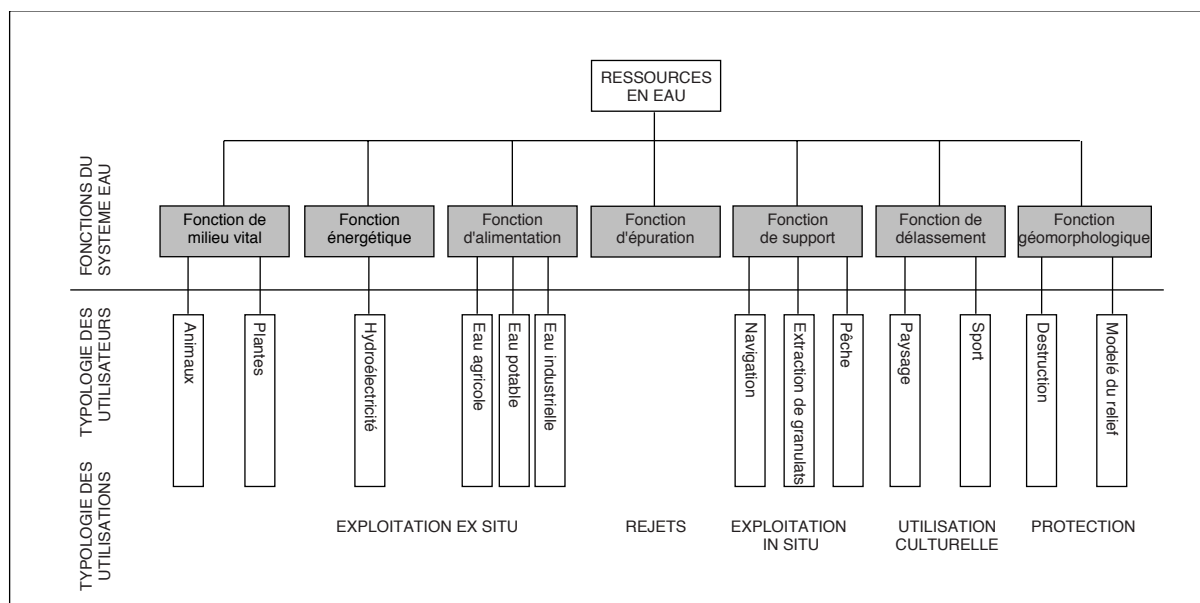 RESSOURCES
EN EAU
FONCTIONS DU
SYSTEME EAU
Fonction de
milieu vital
Fonction
énergétique
Fonction
d'alimentation
Fonction
d'épuration
Fonction
de support
Fonction de
délassement
Fonction
géomorphologique
TYPOLOGIE DES
UTILISATEURS
Animaux
Plantes
Hydroélectricité
Eau agricole
Eau potable
Eau industrielle
Navigation
Extraction de granulats
Pêche
Paysage
Sport
Destruction
Modelé du relief
TYPOLOGIE DES
UTILISATIONS
EXPLOITATION EX SITU
REJETS
EXPLOITATION
IN SITU
UTILISATION
CULTURELLE
PROTECTION